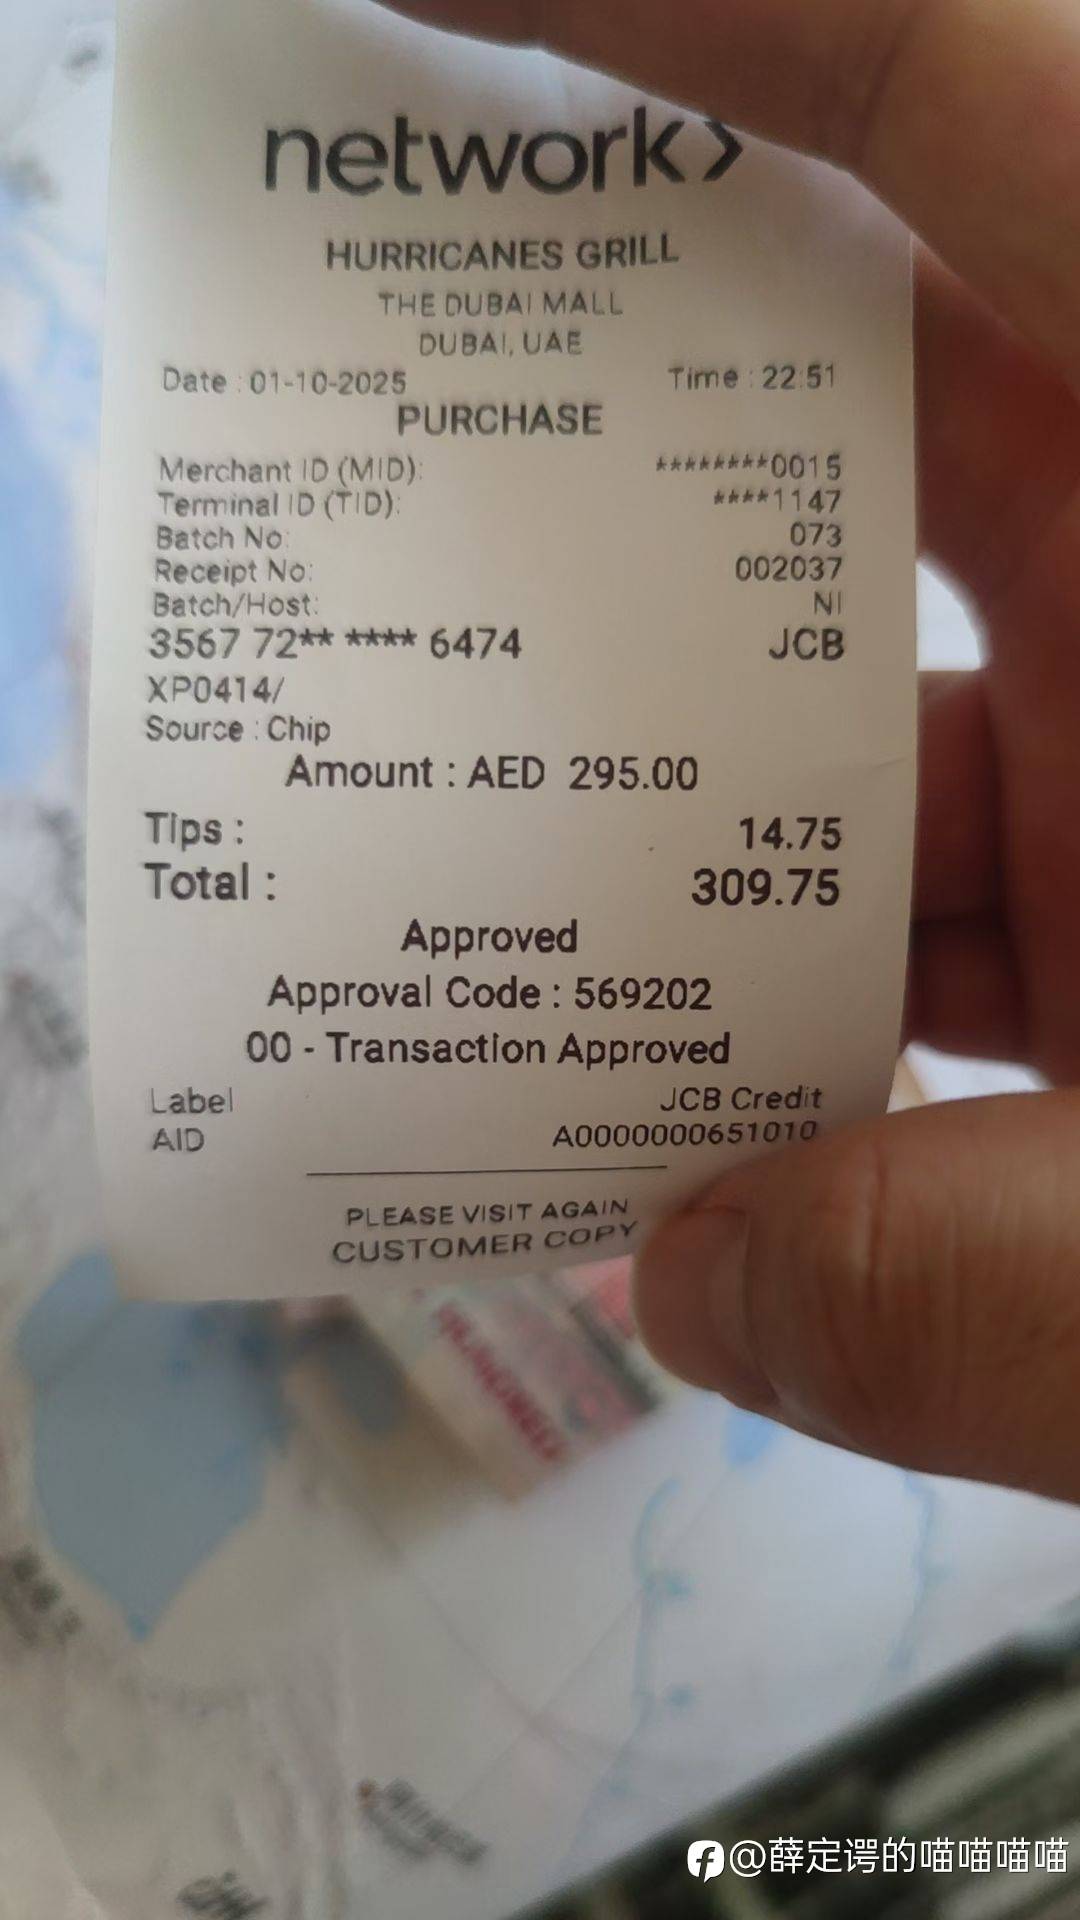 network>
HURRICANES GRILL
THE DUBAI MALL
DUBAI, UAE
Date : 01-10-2025 Time : 22:51
PURCHASE
Merchant ID (MID): ********0015
Terminal ID (TID): ****1147
Batch No: 073
Receipt No: 002037
Batch/Host: NI
3567 72** **** 6474 JCB
XP0414/
Source : Chip
Amount : AED 295.00
Tips : 14.75
Total : 309.75
Approved
Approval Code : 569202
00 - Transaction Approved
Label JCB Credit
AID A0000000651010
PLEASE VISIT AGAIN
CUSTOMER COPY
@薛定谔的喵喵喵喵